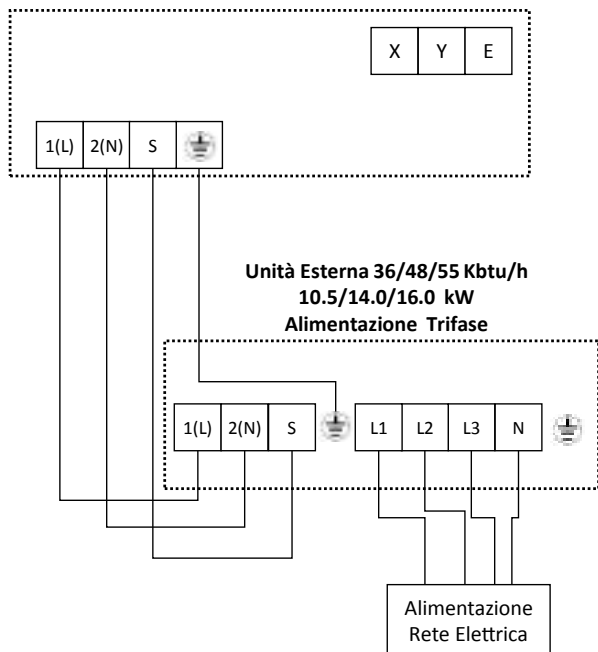 X Y E
1(L) 2(N) S
Unità Esterna 36/48/55 Kbtu/h
10.5/14.0/16.0 kW
Alimentazione Trifase
1(L) 2(N) S L1 L2 L3 N
Alimentazione
Rete Elettrica